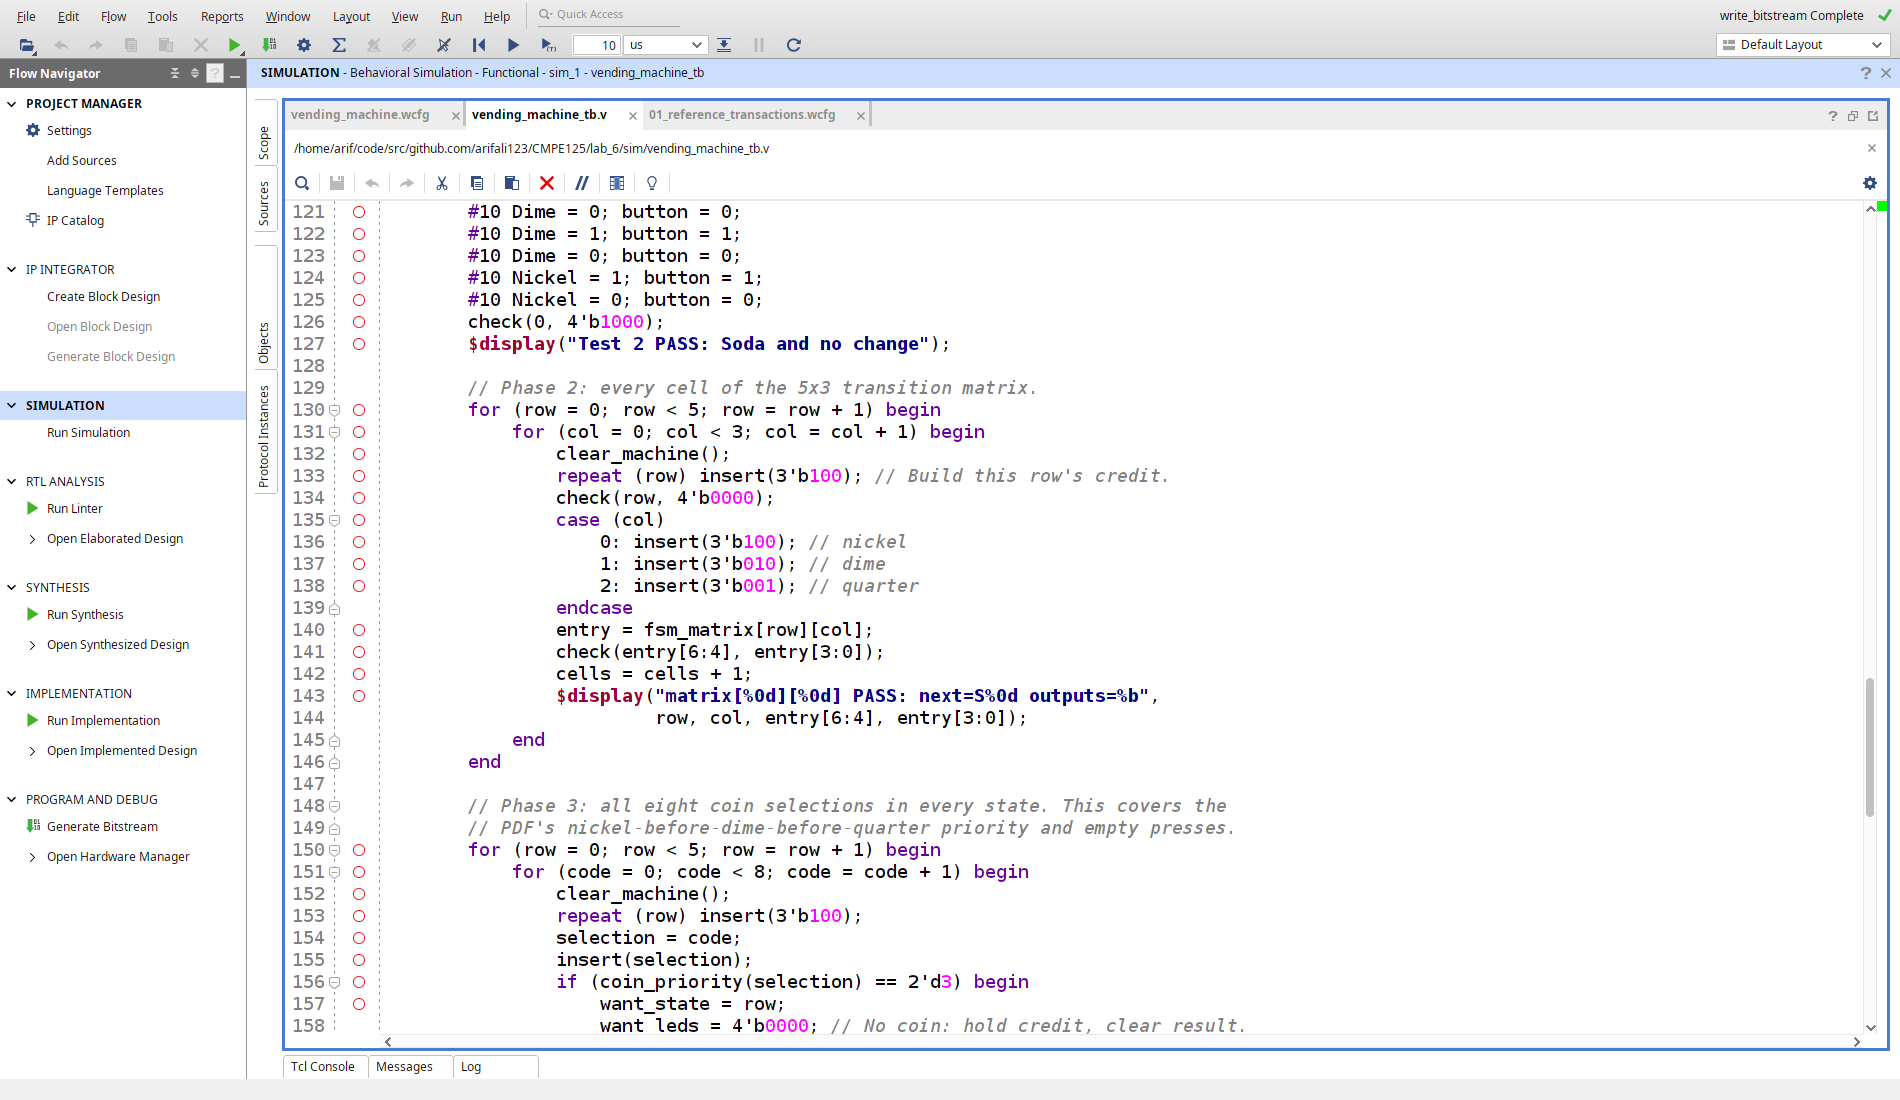 File Edit Flow Tools Reports Window Layout View Run Help Quick Access write_bitstream Complete
10 us Default Layout
Flow Navigator
SIMULATION - Behavioral Simulation - Functional - sim_1 - vending_machine_tb
PROJECT MANAGER
Settings
Add Sources
Language Templates
IP Catalog
IP INTEGRATOR
Create Block Design
Open Block Design
Generate Block Design
SIMULATION
Run Simulation
RTL ANALYSIS
Run Linter
Open Elaborated Design
SYNTHESIS
Run Synthesis
Open Synthesized Design
IMPLEMENTATION
Run Implementation
Open Implemented Design
PROGRAM AND DEBUG
Generate Bitstream
Open Hardware Manager
Scope
Sources
Objects
Protocol Instances
vending_machine.wcfg vending_machine_tb.v 01_reference_transactions.wcfg
/home/arif/code/src/github.com/arifali123/CMPE125/lab_6/sim/vending_machine_tb.v
121 #10 Dime = 0; button = 0;
122 #10 Dime = 1; button = 1;
123 #10 Dime = 0; button = 0;
124 #10 Nickel = 1; button = 1;
125 #10 Nickel = 0; button = 0;
126 check(0, 4'b1000);
127 $display("Test 2 PASS: Soda and no change");
128
129 // Phase 2: every cell of the 5x3 transition matrix.
130 for (row = 0; row < 5; row = row + 1) begin
131 for (col = 0; col < 3; col = col + 1) begin
132 clear_machine();
133 repeat (row) insert(3'b100); // Build this row's credit.
134 check(row, 4'b0000);
135 case (col)
136 0: insert(3'b100); // nickel
137 1: insert(3'b010); // dime
138 2: insert(3'b001); // quarter
139 endcase
140 entry = fsm_matrix[row][col];
141 check(entry[6:4], entry[3:0]);
142 cells = cells + 1;
143 $display("matrix[%0d][%0d] PASS: next=S%0d outputs=%b",
144 row, col, entry[6:4], entry[3:0]);
145 end
146 end
147
148 // Phase 3: all eight coin selections in every state. This covers the
149 // PDF's nickel-before-dime-before-quarter priority and empty presses.
150 for (row = 0; row < 5; row = row + 1) begin
151 for (code = 0; code < 8; code = code + 1) begin
152 clear_machine();
153 repeat (row) insert(3'b100);
154 selection = code;
155 insert(selection);
156 if (coin_priority(selection) == 2'd3) begin
157 want_state = row;
158 want_leds = 4'b0000; // No coin: hold credit, clear result.
Tcl Console Messages Log